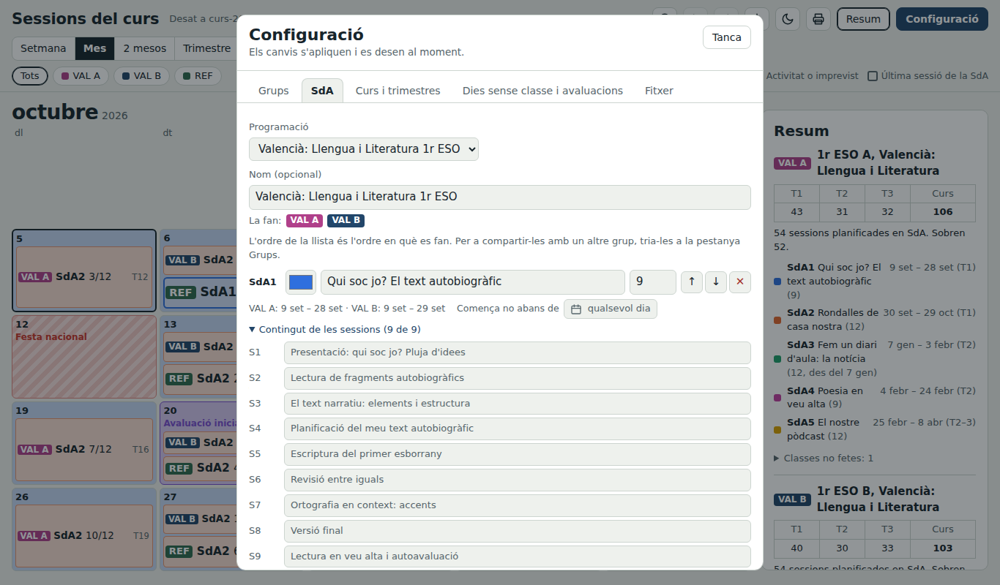 Sessions del curs
Desat a curs-2
Resum
Configuració
Setmana
Mes
2 mesos
Trimestre
Tots
VAL A
VAL B
REF
Activitat o imprevist
Última sessió de la SdA
octubre 2026
dl
dt
5
VAL A SdA2 3/12 T12
6
VAL B SdA2
REF SdA1
12
Festa nacional
13
VAL B SdA2
REF SdA2
19
VAL A SdA2 7/12 T16
20
Avaluació inicia
VAL B SdA2
REF SdA2
26
VAL A SdA2 10/12 T19
27
VAL B SdA2
REF SdA2
Configuració
Els canvis s'apliquen i es desen al moment.
Tanca
Grups
SdA
Curs i trimestres
Dies sense classe i avaluacions
Fitxer
Programació
Valencià: Llengua i Literatura 1r ESO
Nom (opcional)
Valencià: Llengua i Literatura 1r ESO
La fan: VAL A VAL B
L'ordre de la llista és l'ordre en què es fan. Per a compartir-les amb un altre grup, tria-les a la pestanya
Grups.
SdA1 Qui soc jo? El text autobiogràfic 9 ↑ ↓ ✕
VAL A: 9 set – 28 set · VAL B: 9 set – 29 set Comença no abans de qualsevol dia
▼ Contingut de les sessions (9 de 9)
S1 Presentació: qui soc jo? Pluja d'idees
S2 Lectura de fragments autobiogràfics
S3 El text narratiu: elements i estructura
S4 Planificació del meu text autobiogràfic
S5 Escriptura del primer esborrany
S6 Revisió entre iguals
S7 Ortografia en context: accents
S8 Versió final
S9 Lectura en veu alta i autoavaluació
Resum
VAL A 1r ESO A, Valencià:
Llengua i Literatura
T1 T2 T3 Curs
43 31 32 106
54 sessions planificades en SdA. Sobren
52.
SdA1 Qui soc jo? El 9 set – 28 set (T1)
text autobiogràfic
(9)
SdA2 Rondalles de 30 set – 29 oct (T1)
casa nostra (12)
SdA3 Fem un diari 7 gen – 3 febr (T2)
d'aula: la notícia
(12, des del 7 gen)
SdA4 Poesia en 4 febr – 24 febr (T2)
veu alta (9)
SdA5 El nostre 25 febr – 8 abr (T2–3)
pòdcast (12)
▶ Classes no fetes: 1
VAL B 1r ESO B, Valencià:
Llengua i Literatura
T1 T2 T3 Curs
40 30 33 103
54 sessions planificades en SdA. Sobren